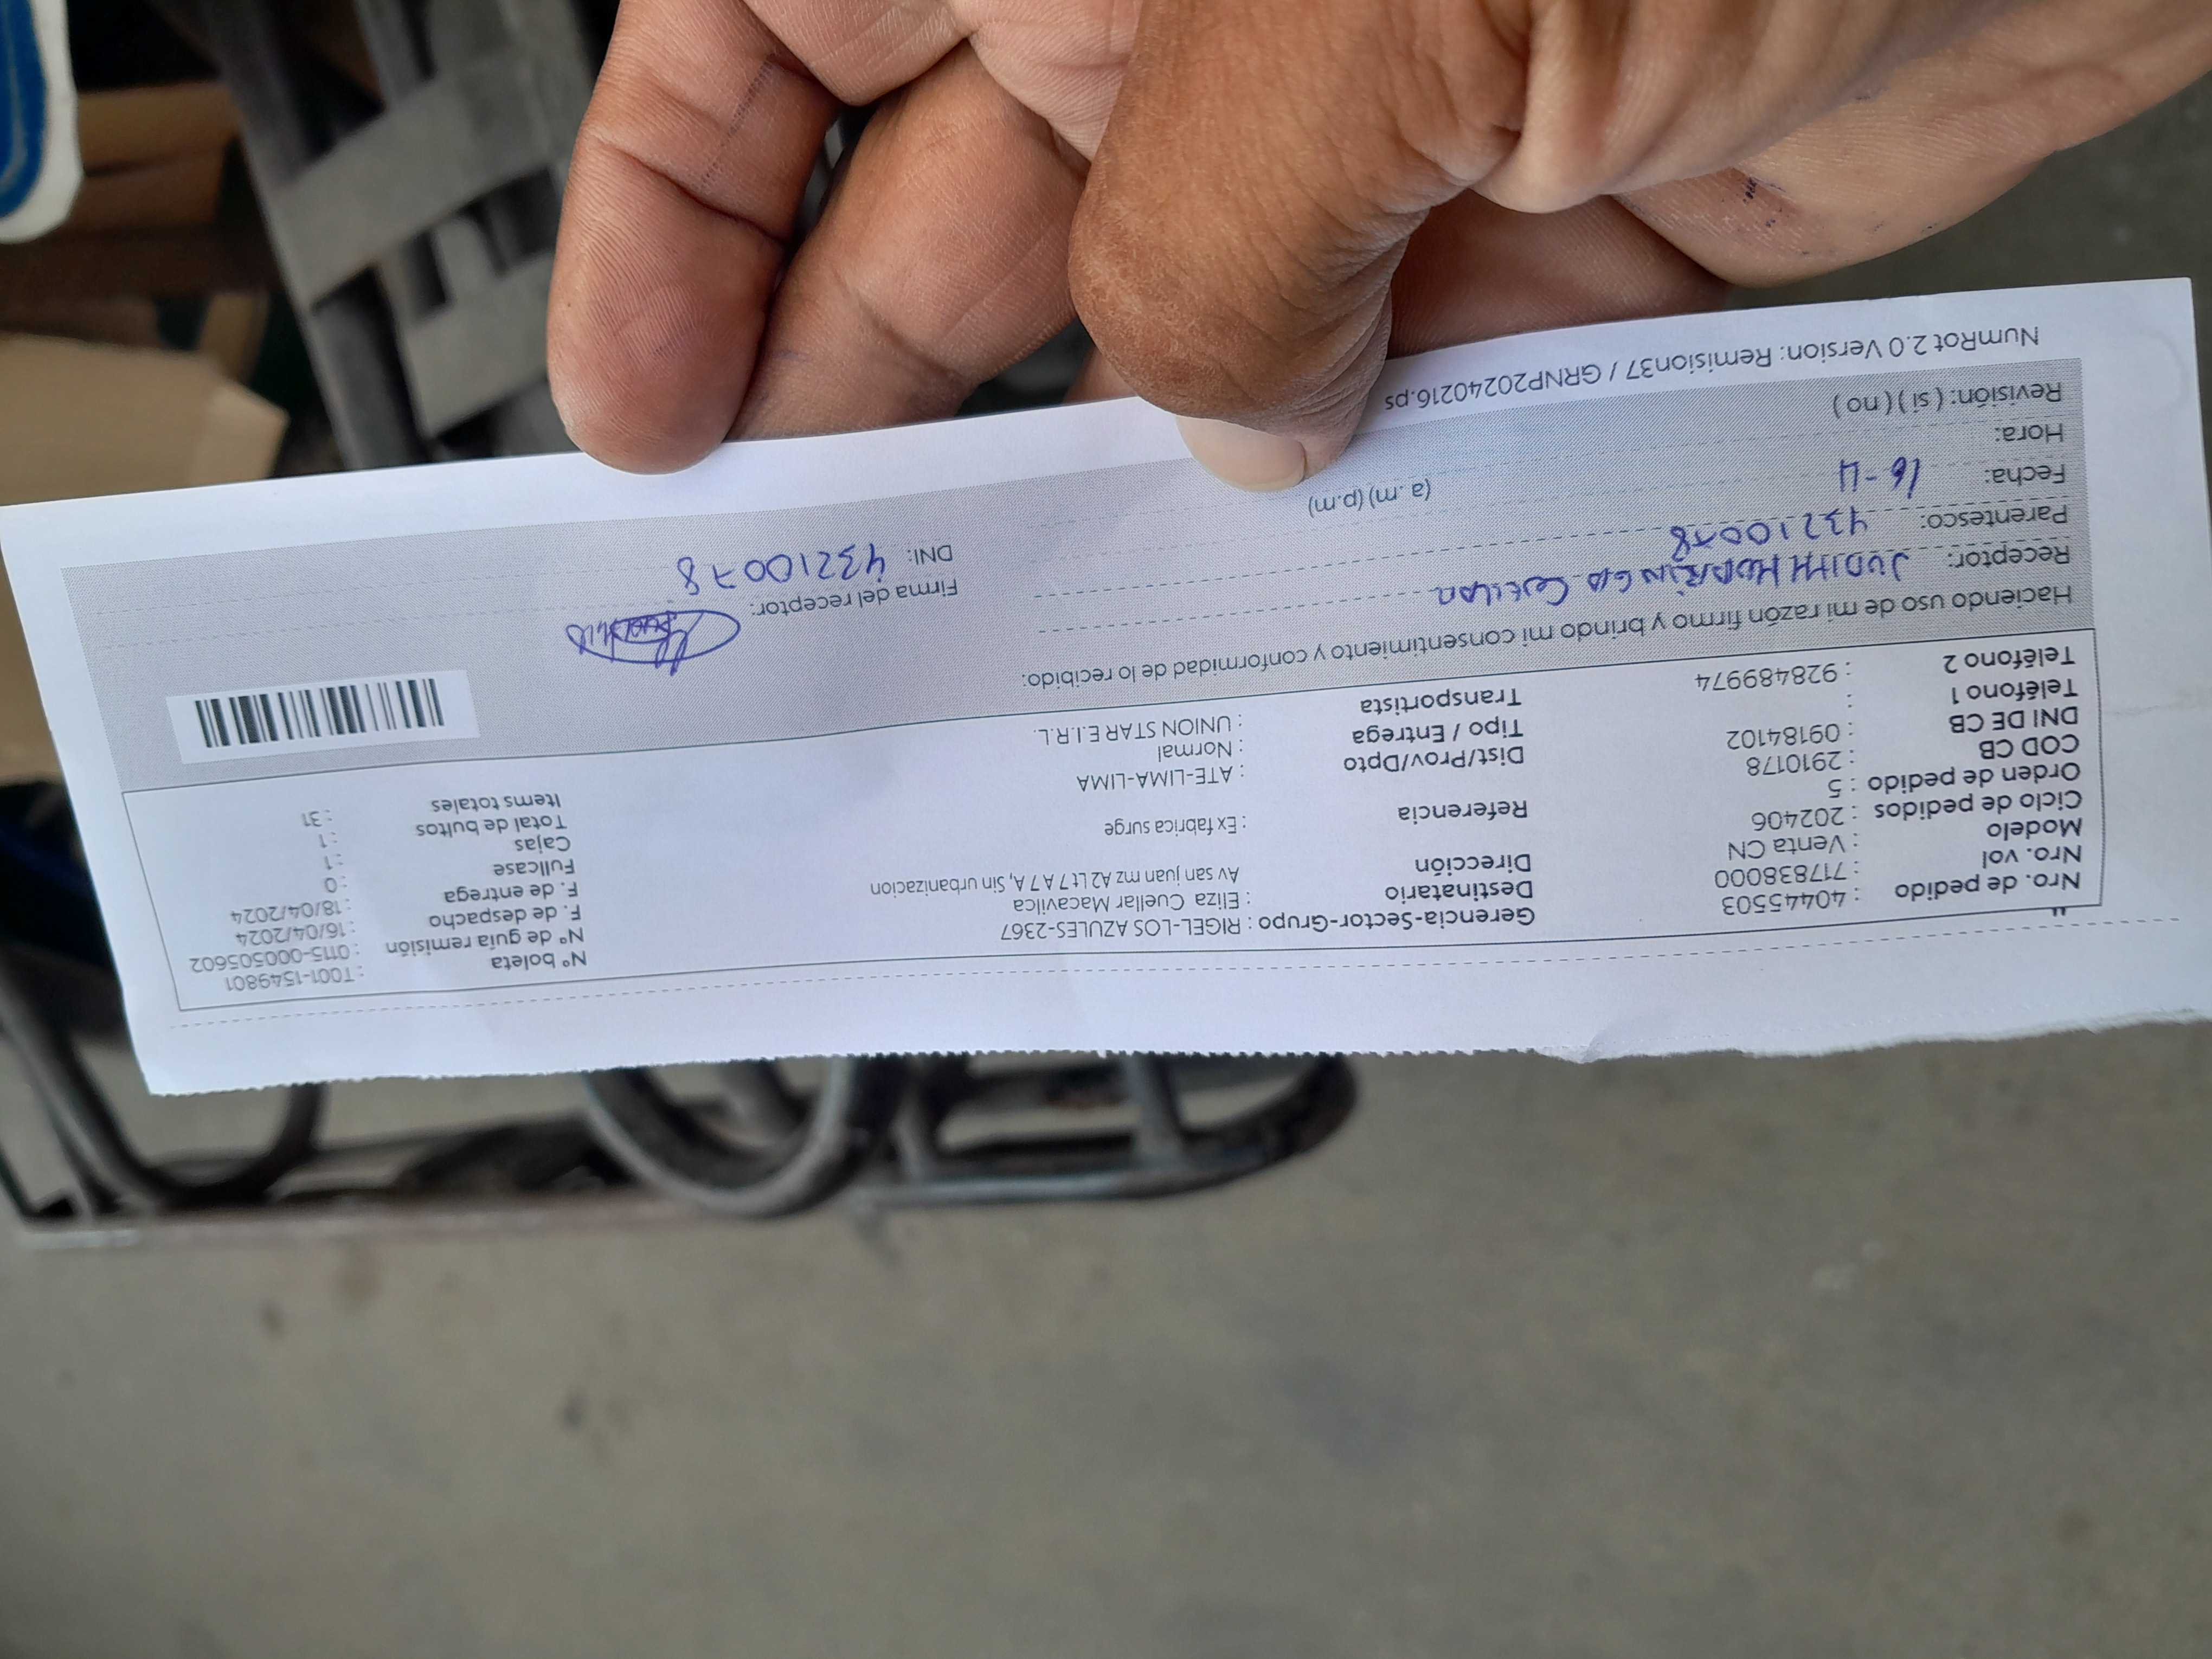 Nro. de pedido : 40445503
Nro. vol : 717838000
Modelo : Venta CN
Ciclo de pedidos : 202406
Orden de pedido : 5
COD CB : 2910178
DNI DE CB : 09184102
Teléfono 1 :
Teléfono 2 : 928489974
Gerencia-Sector-Grupo : RIGEL-LOS AZULES-2367
Destinatario : Eliza Cuellar Macavilca
Dirección Av san juan mz A2 Lt 7 A 7 A, Sin urbanizacion
Referencia : Ex fabrica surge
Dist/Prov/Dpto : ATE-LIMA-LIMA
Tipo / Entrega : Normal
Transportista : UNION STAR E.I.R.L.
Nº boleta : T001-1549801
Nº de guía remisión : 0115-000505602
F. de despacho : 16/04/2024
F. de entrega : 18/04/2024
Fullcase : 0
Cajas : 1
Total de bultos : 1
Items totales : 31
Haciendo uso de mi razón firmo y brindo mi consentimiento y conformidad de lo recibido:
Receptor: JUDITH
Parentesco: 43210078
Fecha: 16-4
Hora: (a .m) (p.m)
Revisión: ( si ) ( no )
Firma del receptor:
DNI: 43210078
NumRot 2.0 Version: Remision37 / GRNP20240216.ps